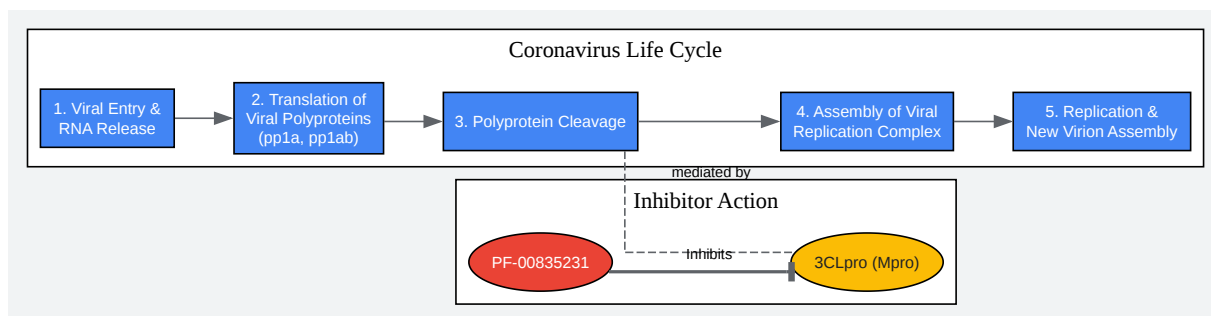 Coronavirus Life Cycle
1. Viral Entry &
RNA Release
2. Translation of
Viral Polyproteins
(pp1a, pp1ab)
3. Polyprotein Cleavage
4. Assembly of Viral
Replication Complex
5. Replication &
New Virion Assembly
mediated by
Inhibitor Action
PF-00835231
Inhibits
3CLpro (Mpro)